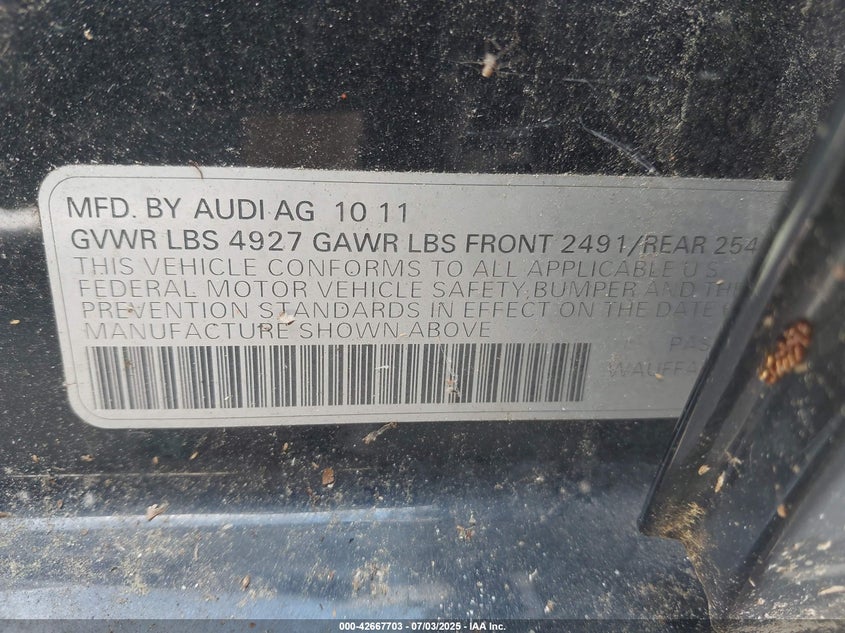 MFD. BY AUDI AG 10 11
GVWR LBS 4927 GAWR LBS FRONT 2491/REAR 254
THIS VEHICLE CONFORMS TO ALL APPLICABLE U S
FEDERAL MOTOR VEHICLE SAFETY, BUMPER AND
PREVENTION STANDARDS IN EFFECT ON THE DATE
MANUFACTURE SHOWN ABOVE
PAS
WAUFFA
000-42667703 - 07/03/2025 - IAA Inc.